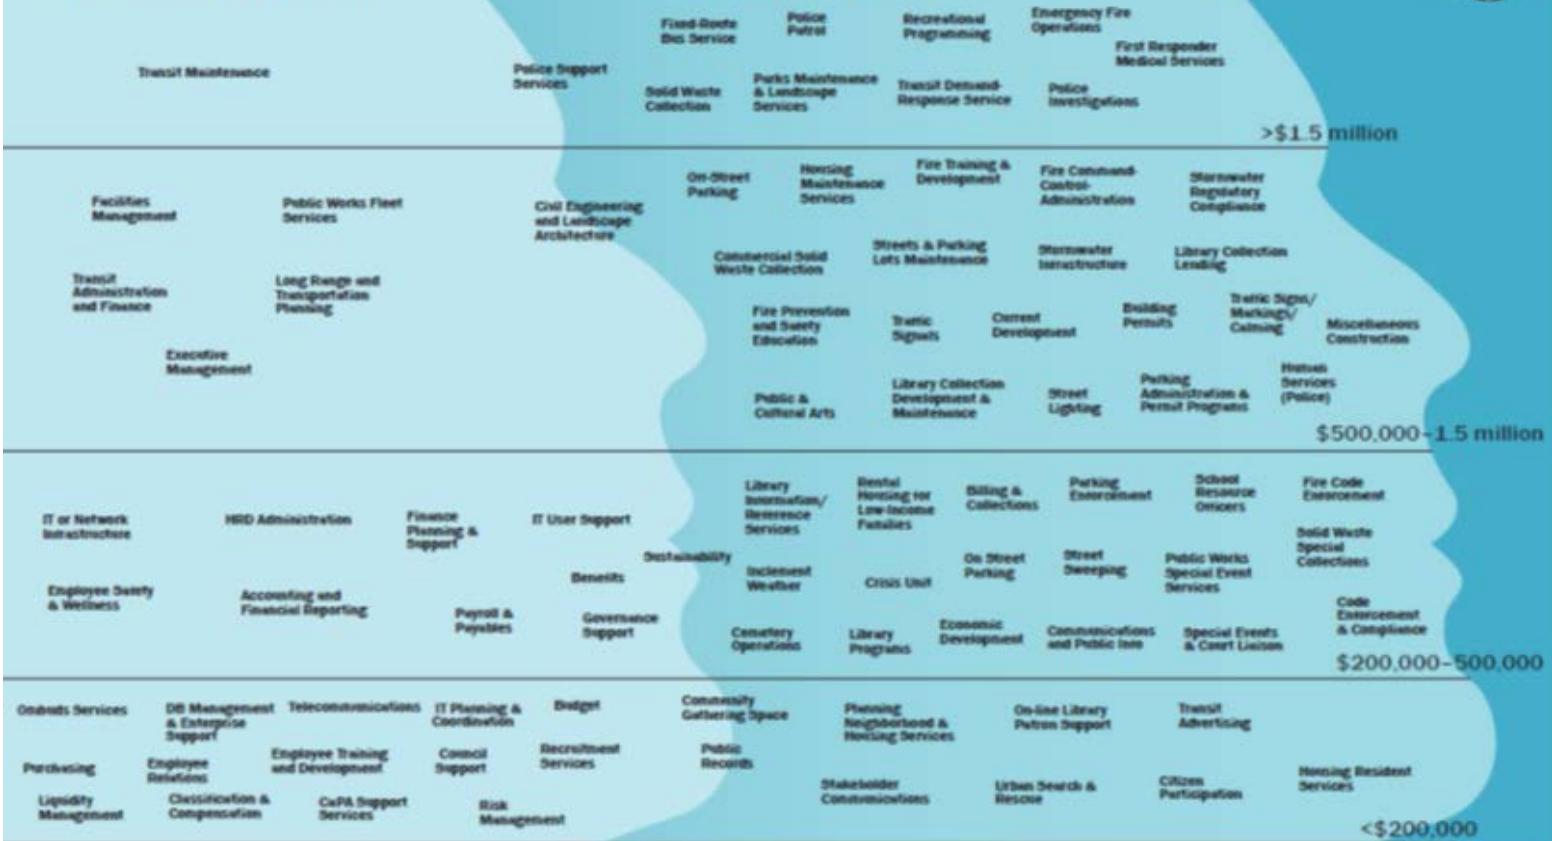 Transit Maintenance
Police Support
Services
Fixed-Route
Bus Service
Police
Patrol
Recreational
Programming
Emergency Fire
Operations
First Responder
Medical Services
Solid Waste
Collection
Parks Maintenance
& Landscape
Services
Transit Demand-
Response Service
Police
Investigations
>$1.5 million
Facilities
Management
Public Works Fleet
Services
Civil Engineering
and Landscape
Architecture
On-Street
Parking
Housing
Maintenance
Services
Fire Training &
Development
Fire Command-
Control-
Administration
Stormwater
Regulatory
Compliance
Transit
Administration
and Finance
Long Range and
Transportation
Planning
Commercial Solid
Waste Collection
Streets & Parking
Lots Maintenance
Stormwater
Infrastructure
Library Collection
Lending
Executive
Management
Fire Prevention
and Safety
Education
Traffic
Signals
Current
Development
Building
Permits
Traffic Signs/
Markings/
Calming
Miscellaneous
Construction
Public &
Cultural Arts
Library Collection
Development &
Maintenance
Street
Lighting
Parking
Administration &
Permit Programs
Human
Services
(Police)
$500,000–1.5 million
IT or Network
Infrastructure
HRD Administration
Finance
Planning &
Support
IT User Support
Library
Information/
Reference
Services
Rental
Housing for
Low-Income
Families
Billing &
Collections
Parking
Enforcement
School
Resource
Officers
Fire Code
Enforcement
Employee Safety
& Wellness
Accounting and
Financial Reporting
Payroll &
Payables
Benefits
Sustainability
Governance
Support
Inclement
Weather
Crisis Unit
On Street
Parking
Street
Sweeping
Public Works
Special Event
Services
Solid Waste
Special
Collections
Cemetery
Operations
Library
Programs
Economic
Development
Communications
and Public Info
Special Events
& Court Liaison
Code
Enforcement
& Compliance
$200,000–500,000
Ombuds Services
DB Management
& Enterprise
Support
Telecommunications
IT Planning &
Coordination
Budget
Community
Gathering Space
Planning
Neighborhood &
Housing Services
On-line Library
Patron Support
Transit
Advertising
Purchasing
Employee
Relations
Employee Training
and Development
Council
Support
Recruitment
Services
Public
Records
Liquidity
Management
Classification &
Compensation
CaPA Support
Services
Risk
Management
Stakeholder
Communications
Urban Search &
Rescue
Citizen
Participation
Housing Resident
Services
<$200,000